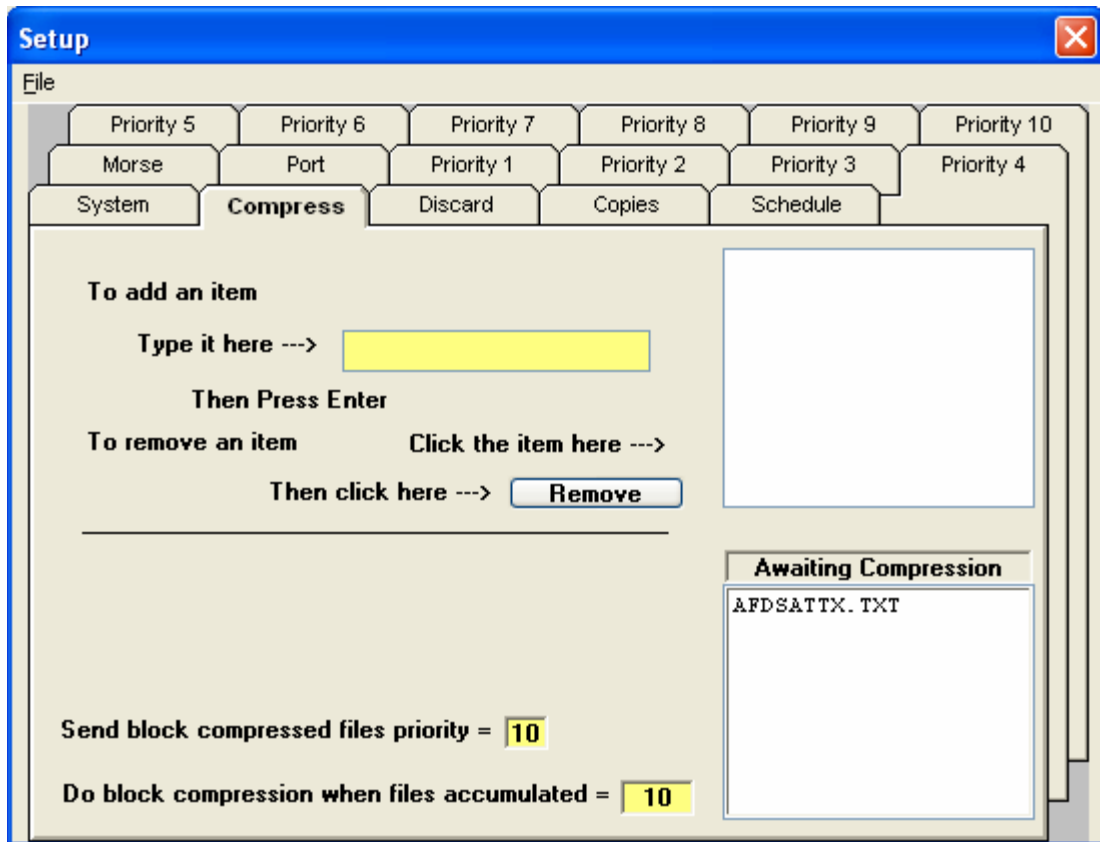 Setup
File
Priority 5 Priority 6 Priority 7 Priority 8 Priority 9 Priority 10
Morse Port Priority 1 Priority 2 Priority 3 Priority 4
System Compress Discard Copies Schedule
To add an item
Type it here --->
Then Press Enter
To remove an item Click the item here --->
Then click here ---> Remove
Awaiting Compression
AFDSATTX.TXT
Send block compressed files priority = 10
Do block compression when files accumulated = 10